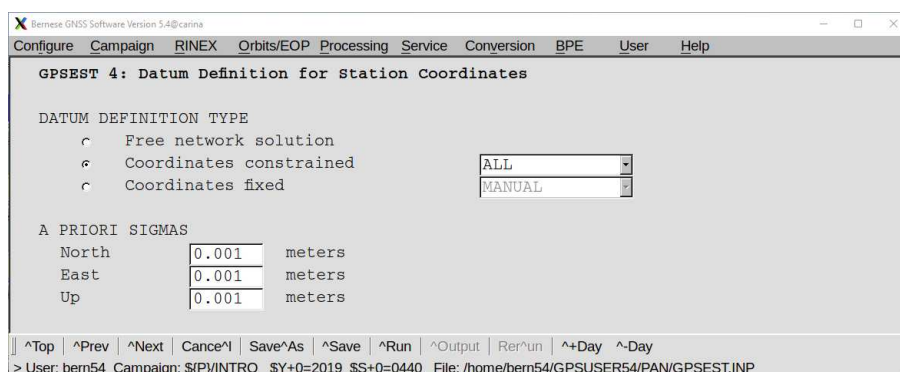 Bernese GNSS Software Version 5.4@carina
Configure Campaign RINEX Orbits/EOP Processing Service Conversion BPE User Help
GPSEST 4: Datum Definition for Station Coordinates
DATUM DEFINITION TYPE
Free network solution
Coordinates constrained ALL
Coordinates fixed MANUAL
A PRIORI SIGMAS
North 0.001 meters
East 0.001 meters
Up 0.001 meters
^Top | ^Prev | ^Next | Cance^l | Save^As | ^Save | ^Run | ^Output | Rer^un | ^+Day ^-Day
> User: bern54 Campaign: ${P}/INTRO $Y+0=2019 $S+0=0440 File: /home/bern54/GPSUSER54/PAN/GPSEST.INP